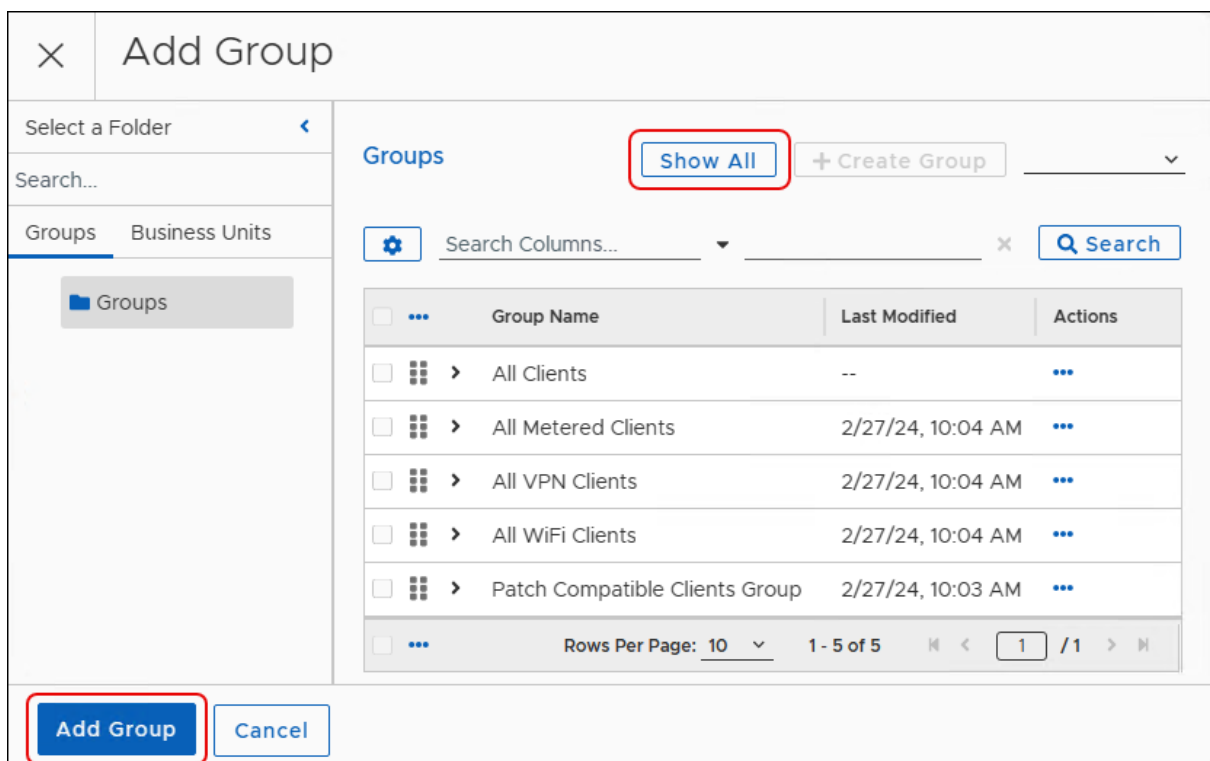 Add Group
Select a Folder
Search...
Groups Business Units
Groups
Groups Show All + Create Group
Search Columns... Search
Group Name Last Modified Actions
All Clients --
All Metered Clients 2/27/24, 10:04 AM
All VPN Clients 2/27/24, 10:04 AM
All WiFi Clients 2/27/24, 10:04 AM
Patch Compatible Clients Group 2/27/24, 10:03 AM
Rows Per Page: 10 1 - 5 of 5 1 / 1
Add Group Cancel